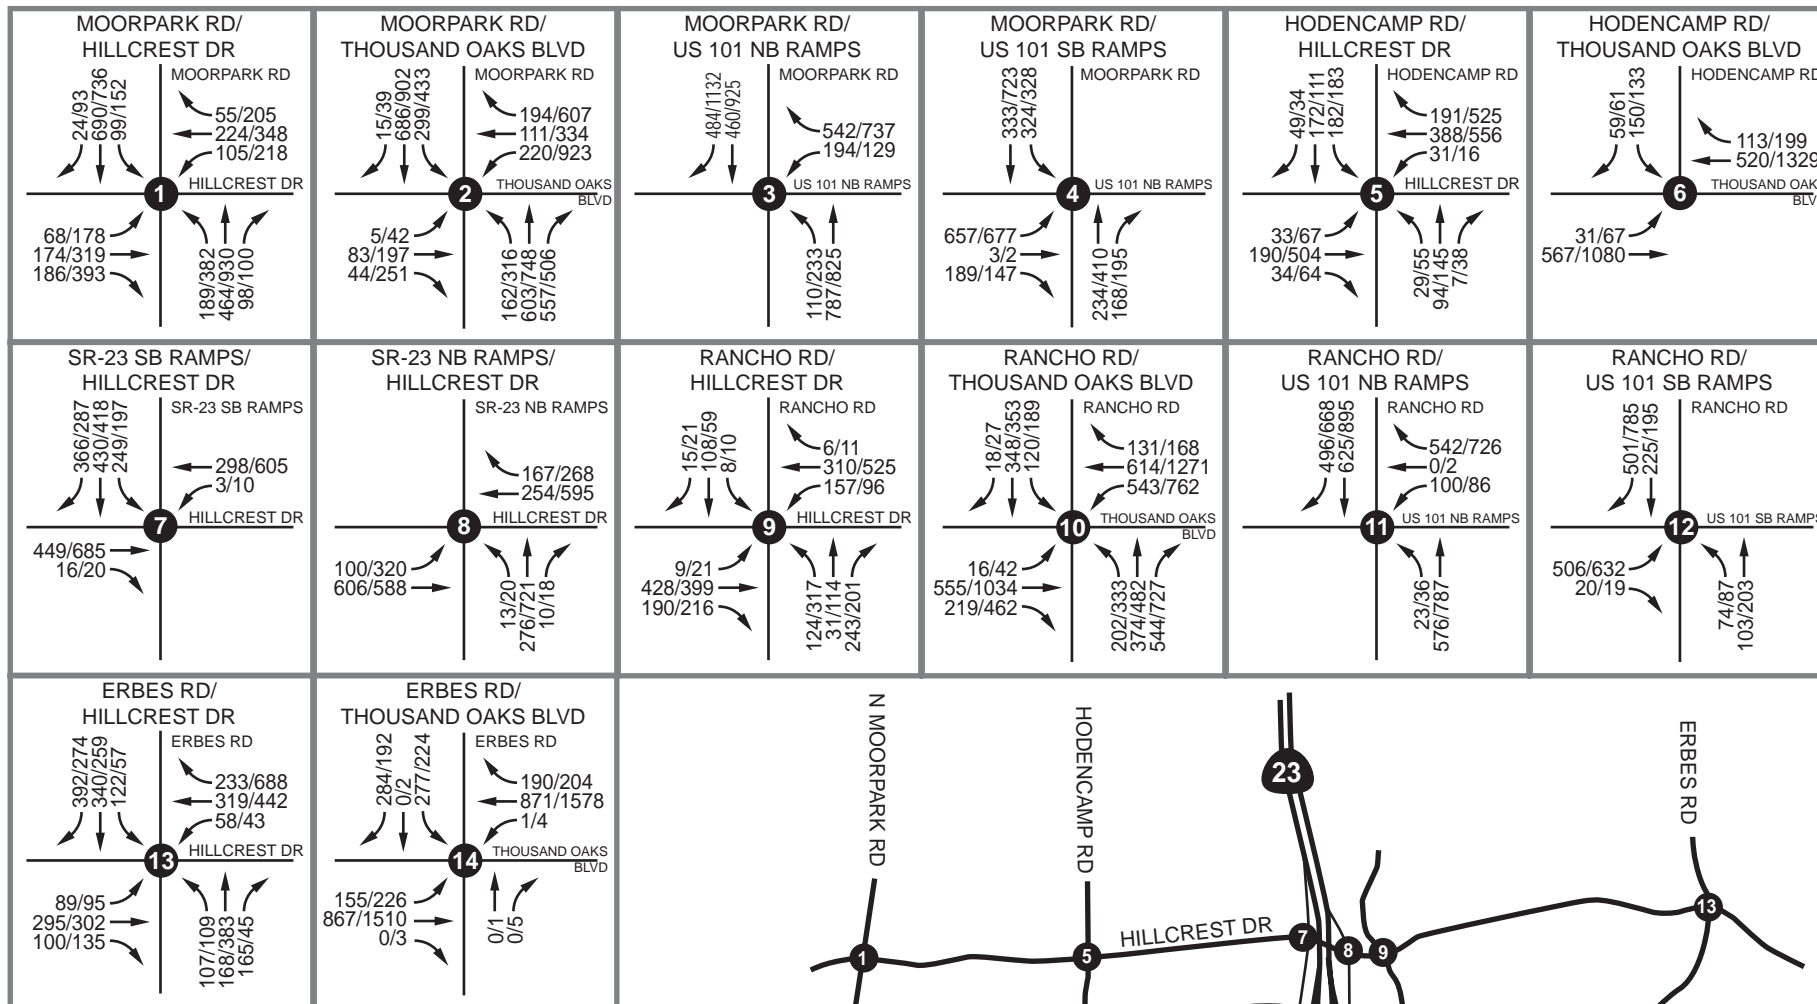 MOORPARK RD/
HILLCREST DR
MOORPARK RD
24/93
690/736
99/152
55/205
224/348
105/218
1
HILLCREST DR
68/178
174/319
186/393
189/382
464/930
98/100
MOORPARK RD/
THOUSAND OAKS BLVD
MOORPARK RD
15/39
686/902
299/433
194/607
111/334
220/923
2
THOUSAND OAKS
BLVD
5/42
83/197
44/251
162/316
603/748
557/506
MOORPARK RD/
US 101 NB RAMPS
MOORPARK RD
484/1132
460/925
542/737
194/129
3
US 101 NB RAMPS
110/233
787/825
MOORPARK RD/
US 101 SB RAMPS
MOORPARK RD
333/723
324/328
4
US 101 NB RAMPS
657/677
3/2
189/147
234/410
168/195
HODENCAMP RD/
HILLCREST DR
HODENCAMP RD
49/34
172/111
182/183
191/525
388/556
31/16
5
HILLCREST DR
33/67
190/504
34/64
29/55
94/145
7/38
HODENCAMP RD/
THOUSAND OAKS BLVD
HODENCAMP RD
59/61
150/133
113/199
520/1329
6
THOUSAND OAK
BLV
31/67
567/1080
SR-23 SB RAMPS/
HILLCREST DR
SR-23 SB RAMPS
366/287
430/418
249/197
298/605
3/10
7
HILLCREST DR
449/685
16/20
SR-23 NB RAMPS/
HILLCREST DR
SR-23 NB RAMPS
167/268
254/595
8
HILLCREST DR
100/320
606/588
13/20
276/721
10/18
RANCHO RD/
HILLCREST DR
RANCHO RD
15/21
108/59
8/10
6/11
310/525
157/96
9
HILLCREST DR
9/21
428/399
190/216
124/317
31/114
243/201
RANCHO RD/
THOUSAND OAKS BLVD
RANCHO RD
18/27
348/353
120/189
131/168
614/1271
543/762
10
THOUSAND OAKS
BLVD
16/42
555/1034
219/462
202/333
374/482
544/727
RANCHO RD/
US 101 NB RAMPS
RANCHO RD
496/668
625/895
542/726
0/2
100/86
11
US 101 NB RAMPS
23/36
576/787
RANCHO RD/
US 101 SB RAMPS
RANCHO RD
501/785
225/195
12
US 101 SB RAMPS
506/632
20/19
74/87
103/203
ERBES RD/
HILLCREST DR
ERBES RD
392/274
340/259
122/57
233/688
319/442
58/43
13
HILLCREST DR
89/95
295/302
100/135
107/109
168/383
165/45
ERBES RD/
THOUSAND OAKS BLVD
ERBES RD
284/192
0/2
277/224
190/204
871/1578
1/4
14
THOUSAND OAKS
BLVD
155/226
867/1510
0/3
0/1
0/5
N MOORPARK RD
HODENCAMP RD
23
ERBES RD
HILLCREST DR
1
5
7
8
9
13